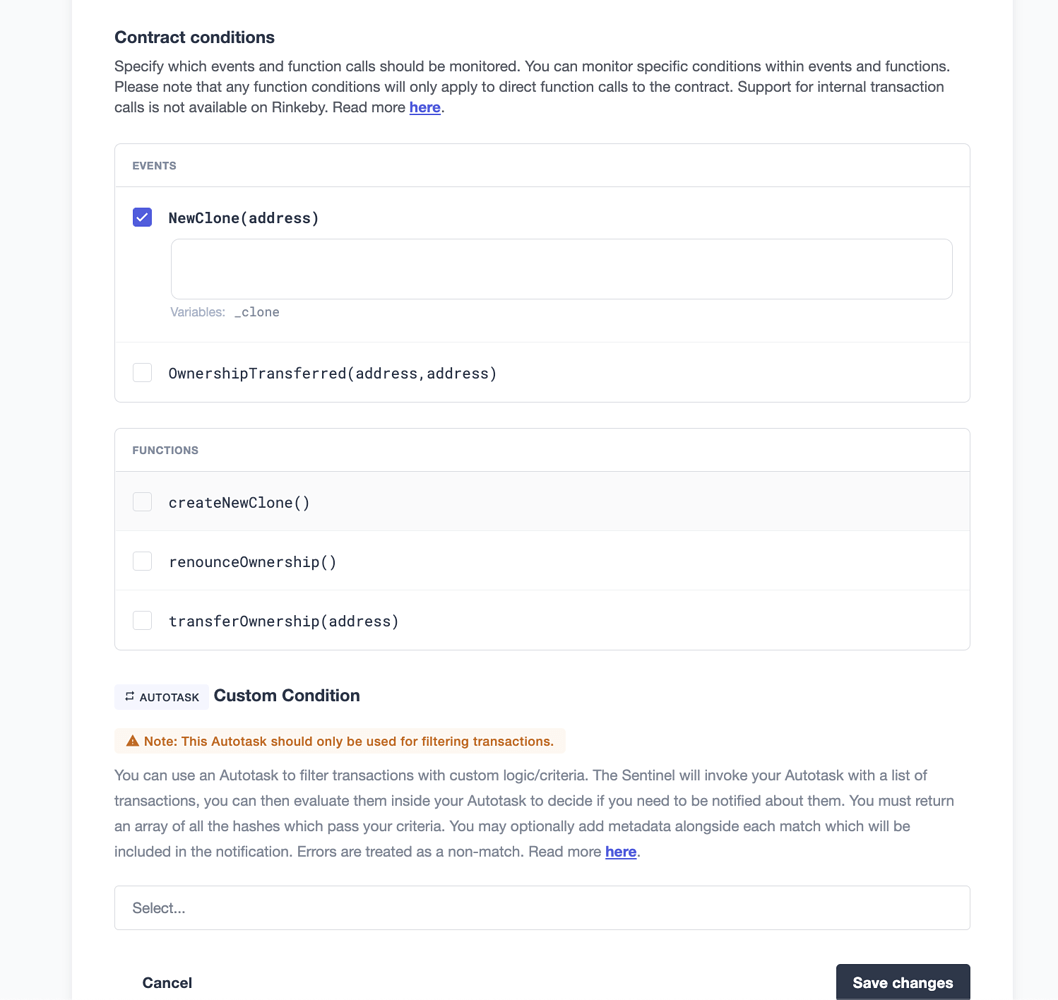 Contract conditions
Specify which events and function calls should be monitored. You can monitor specific conditions within events and functions.
Please note that any function conditions will only apply to direct function calls to the contract. Support for internal transaction
calls is not available on Rinkeby. Read more here.
EVENTS
NewClone(address)
Variables: _clone
OwnershipTransferred(address,address)
FUNCTIONS
createNewClone()
renounceOwnership()
transferOwnership(address)
AUTOTASK Custom Condition
Note: This Autotask should only be used for filtering transactions.
You can use an Autotask to filter transactions with custom logic/criteria. The Sentinel will invoke your Autotask with a list of
transactions, you can then evaluate them inside your Autotask to decide if you need to be notified about them. You must return
an array of all the hashes which pass your criteria. You may optionally add metadata alongside each match which will be
included in the notification. Errors are treated as a non-match. Read more here.
Select...
Cancel
Save changes